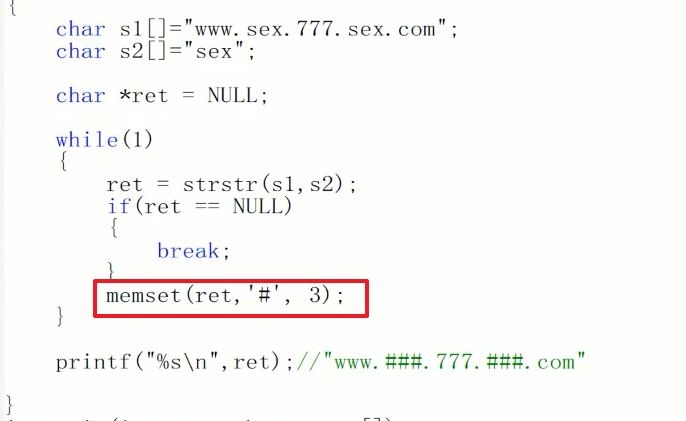 {
char s1[]="www.sex.777.sex.com";
char s2[]="sex";
char *ret = NULL;
while(1)
{
ret = strstr(s1,s2);
if(ret == NULL)
{
break;
}
memset(ret,'#', 3);
}
printf("%s\n",ret);//"www.###.777.###.com"
}